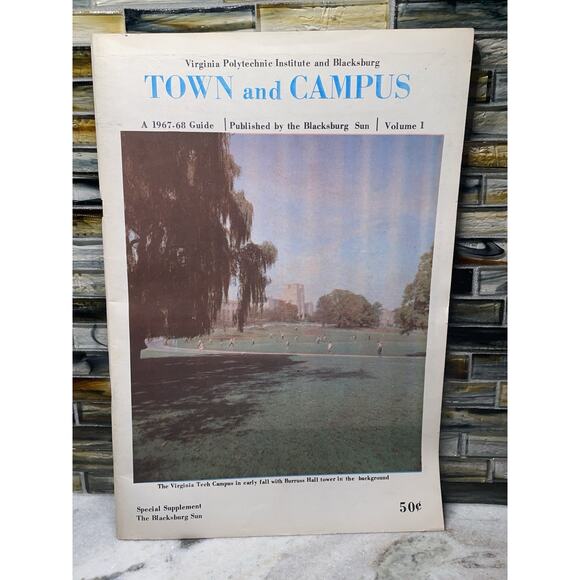 Virginia Polytechnic Institute and Blacksburg
TOWN and CAMPUS
A 1967-68 Guide | Published by the Blacksburg Sun | Volume 1
The Virginia Tech Campus in early fall with Burruss Hall tower in the background
Special Supplement
The Blacksburg Sun
50¢